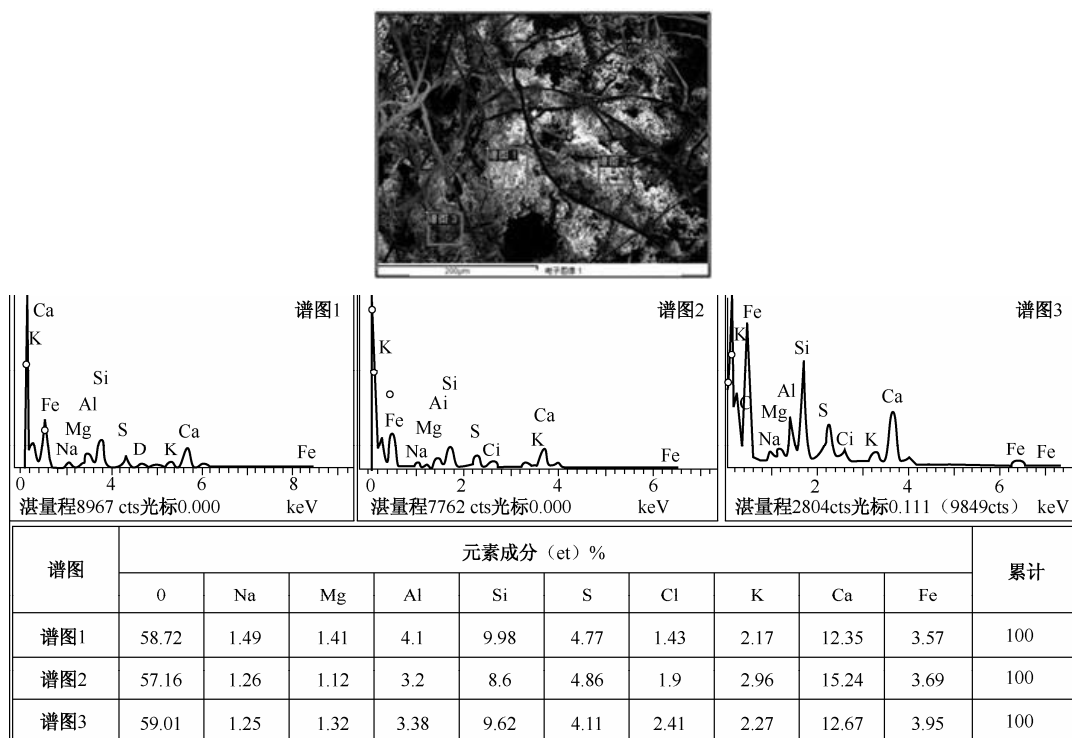 200μm 电子图像 1
谱图1
Ca
K
Si
Fe
Al
Mg
Na
S
D
K
Ca
Fe
0 2 4 6 8
湛量程8967 cts光标0.000 keV
谱图2
K
Si
Fe
Ai
Mg
Na
S
Ci
Ca
K
Fe
0 2 4 6
湛量程7762 cts光标0.000 keV
谱图3
K
Fe
Si
C
Al
Mg
Na
S
Ci
K
Ca
Fe
Fe
2 4 6
湛量程2804cts光标0.111（9849cts） keV
谱图 元素成分（et）% 累计
0 Na Mg Al Si S Cl K Ca Fe
谱图1 58.72 1.49 1.41 4.1 9.98 4.77 1.43 2.17 12.35 3.57 100
谱图2 57.16 1.26 1.12 3.2 8.6 4.86 1.9 2.96 15.24 3.69 100
谱图3 59.01 1.25 1.32 3.38 9.62 4.11 2.41 2.27 12.67 3.95 100